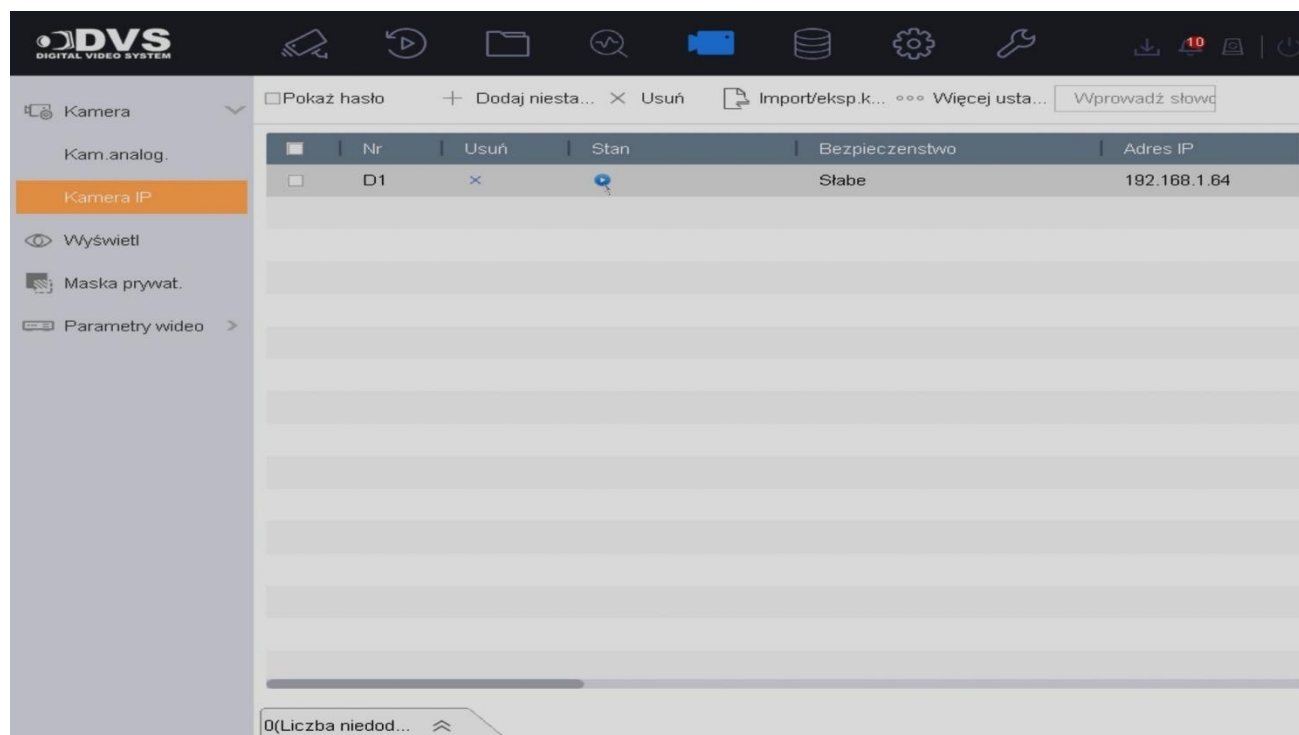 DVS
DIGITAL VIDEO SYSTEM
10
Kamera
Kam.analog.
Kamera IP
Wyświetl
Maska prywat.
Parametry wideo
Pokaż hasło Dodaj niesta... Usuń Import/eksp.k... Więcej usta... Wprowadź słowo
Nr Usuń Stan Bezpieczenstwo Adres IP
D1 Słabe 192.168.1.64
0(Liczba niedod...